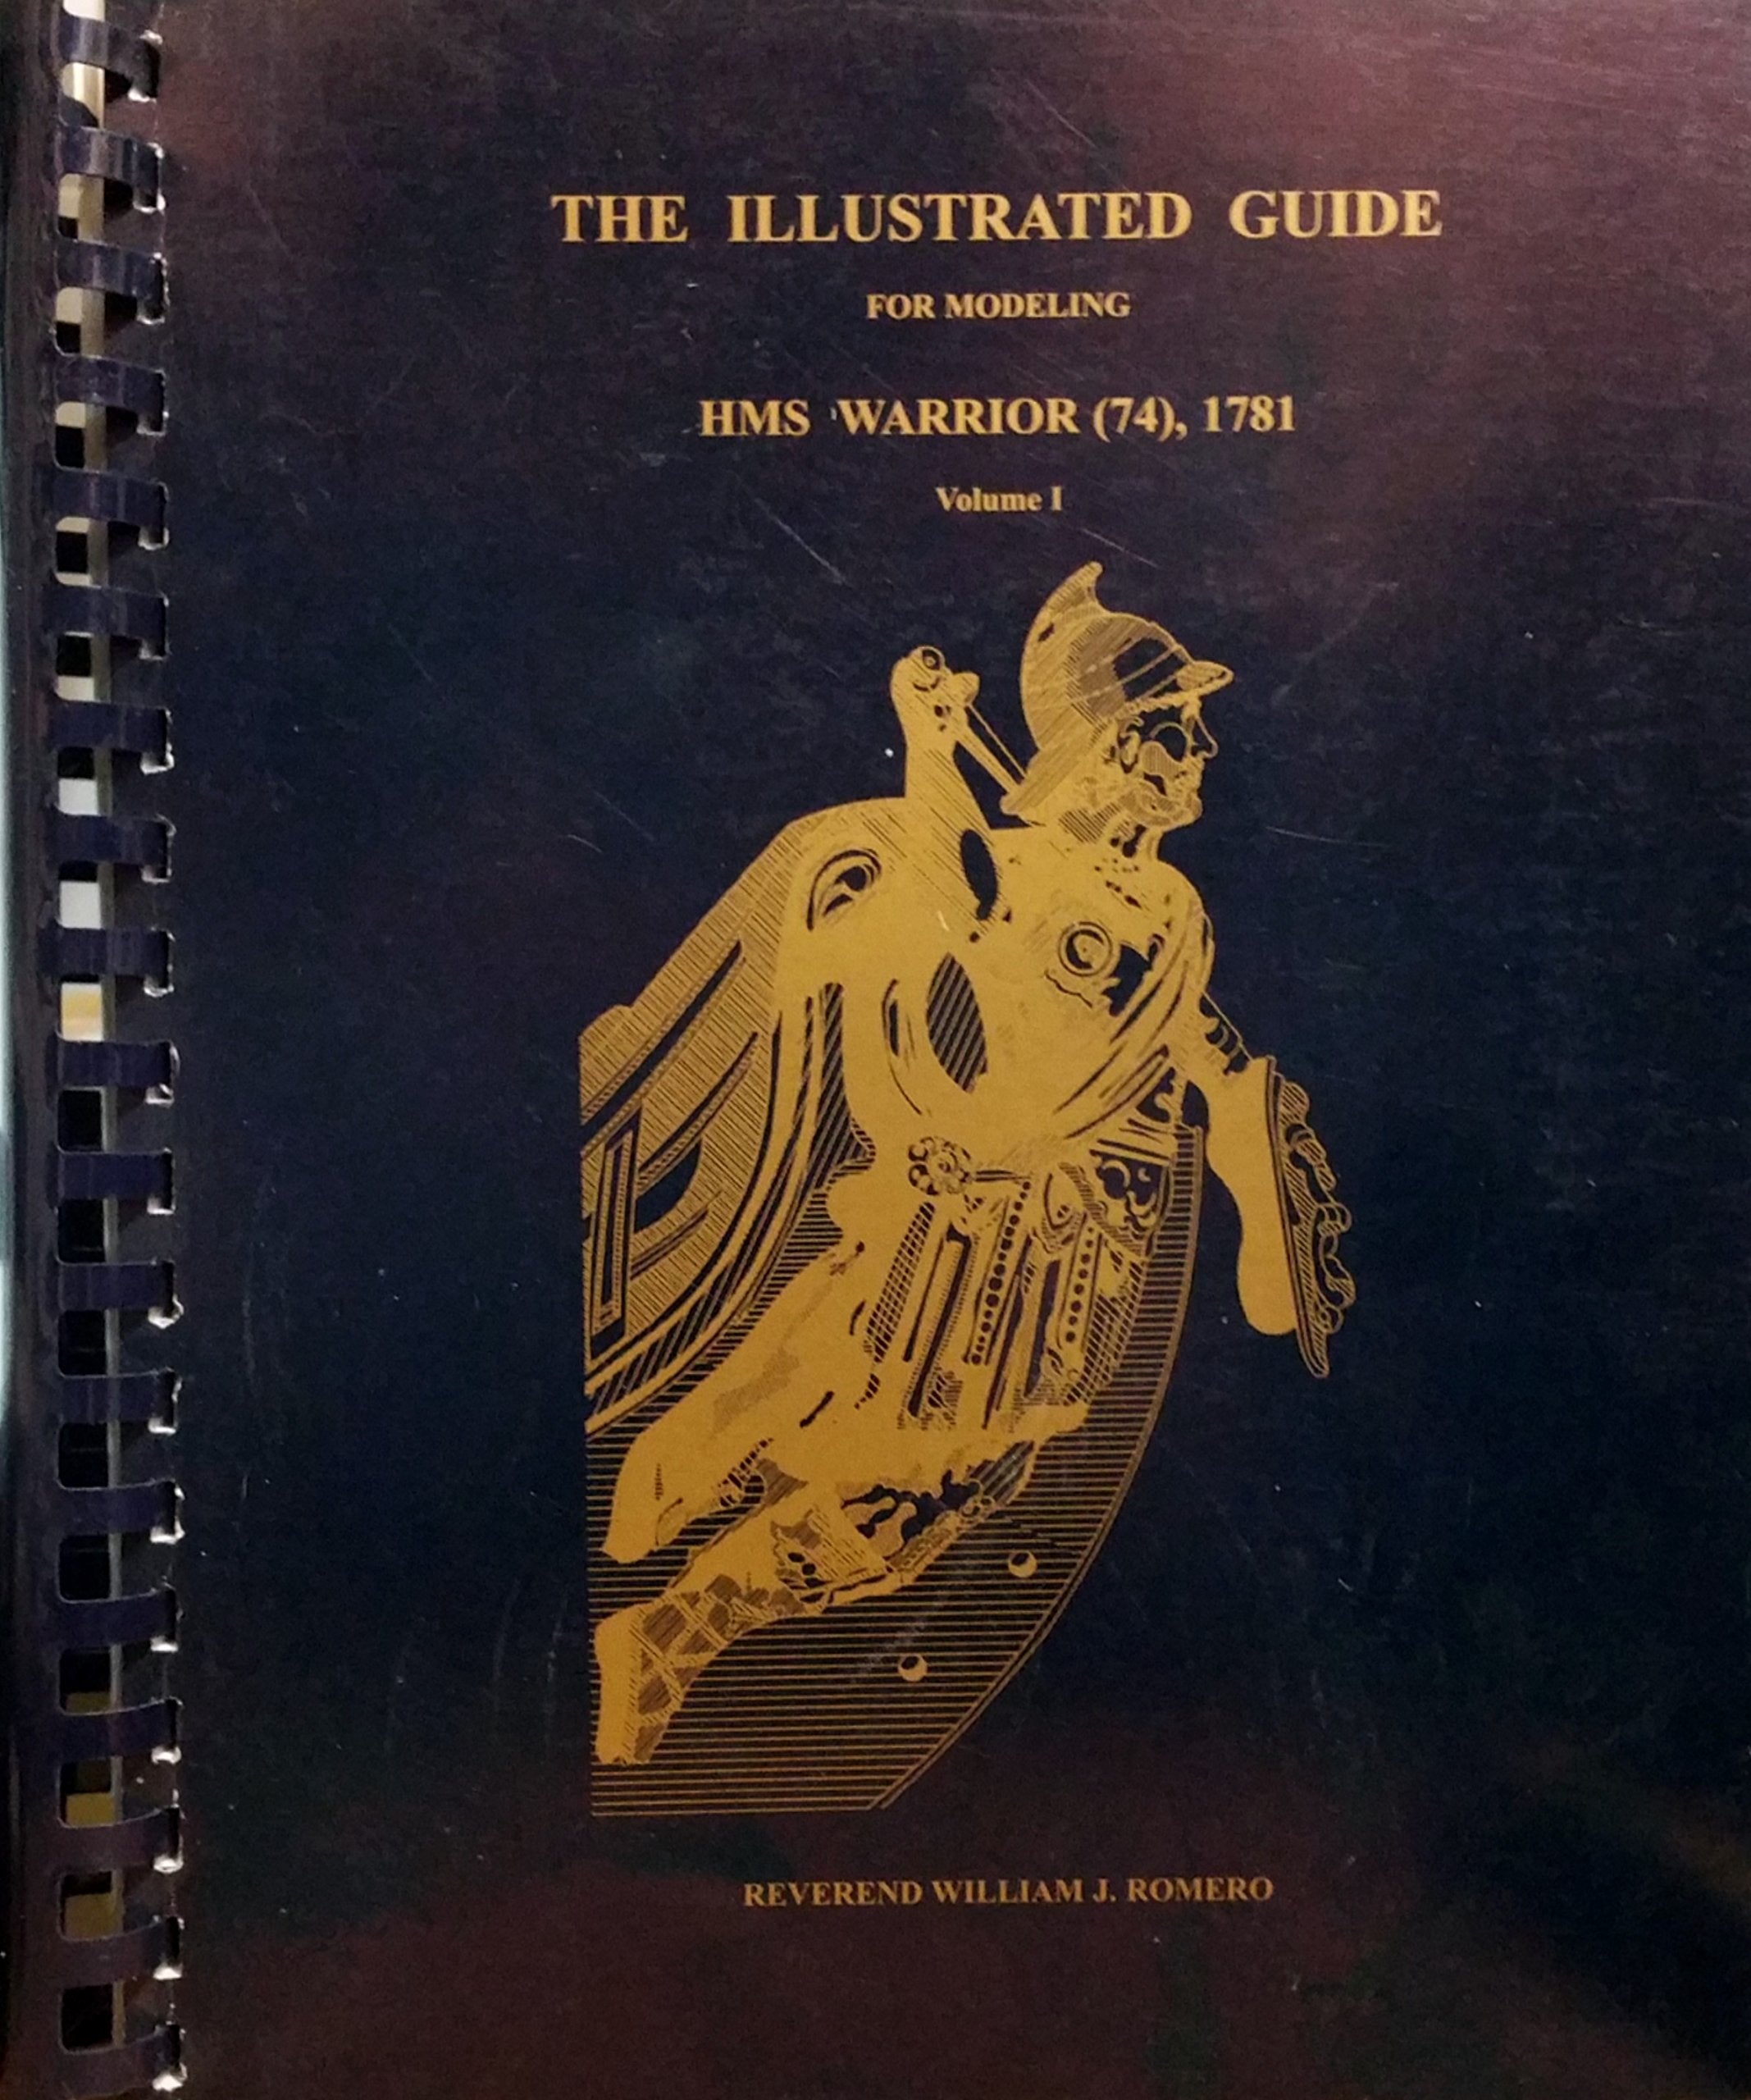 THE ILLUSTRATED GUIDE
FOR MODELING
HMS WARRIOR (74), 1781
Volume I
REVEREND WILLIAM J. ROMERO